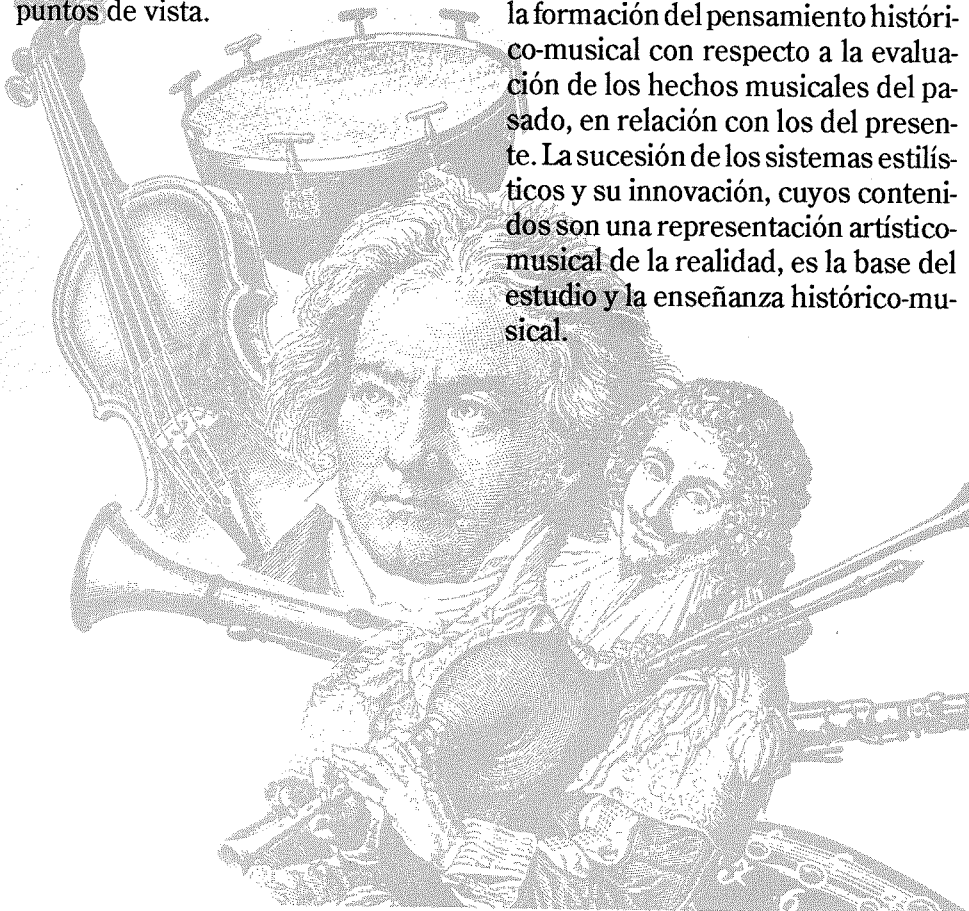 puntos de vista.
la formación del pensamiento históri-
co-musical con respecto a la evalua-
ción de los hechos musicales del pa-
sado, en relación con los del presen-
te. La sucesión de los sistemas estilís-
ticos y su innovación, cuyos conteni-
dos son una representación artístico-
musical de la realidad, es la base del
estudio y la enseñanza histórico-mu-
sical.